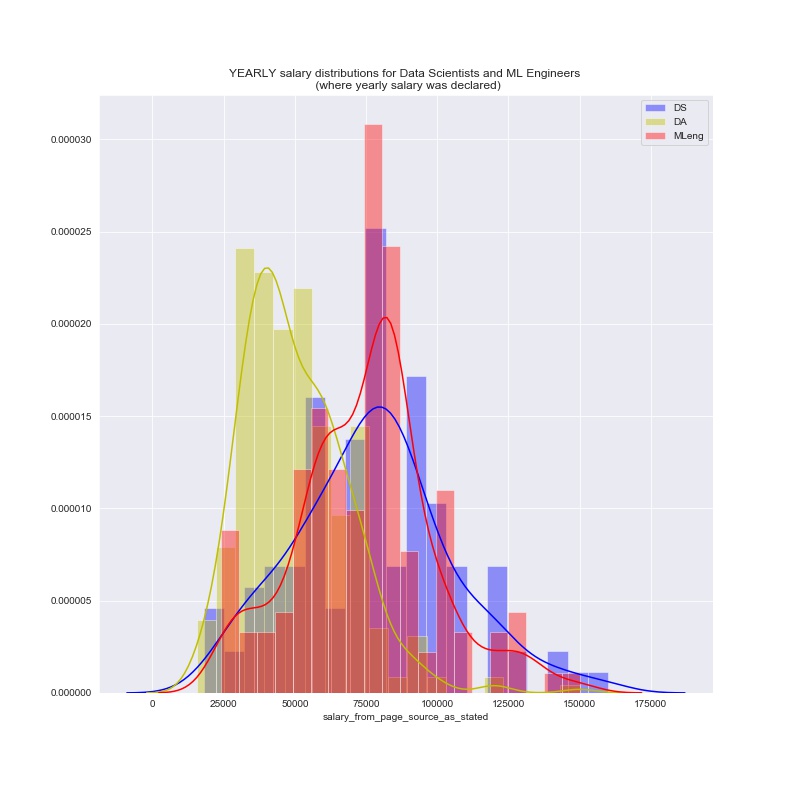 YEARLY salary distributions for Data Scientists and ML Engineers
(where yearly salary was declared)
DS
DA
MLeng
0.000030
0.000025
0.000020
0.000015
0.000010
0.000005
0.000000
0 25000 50000 75000 100000 125000 150000 175000
salary_from_page_source_as_stated